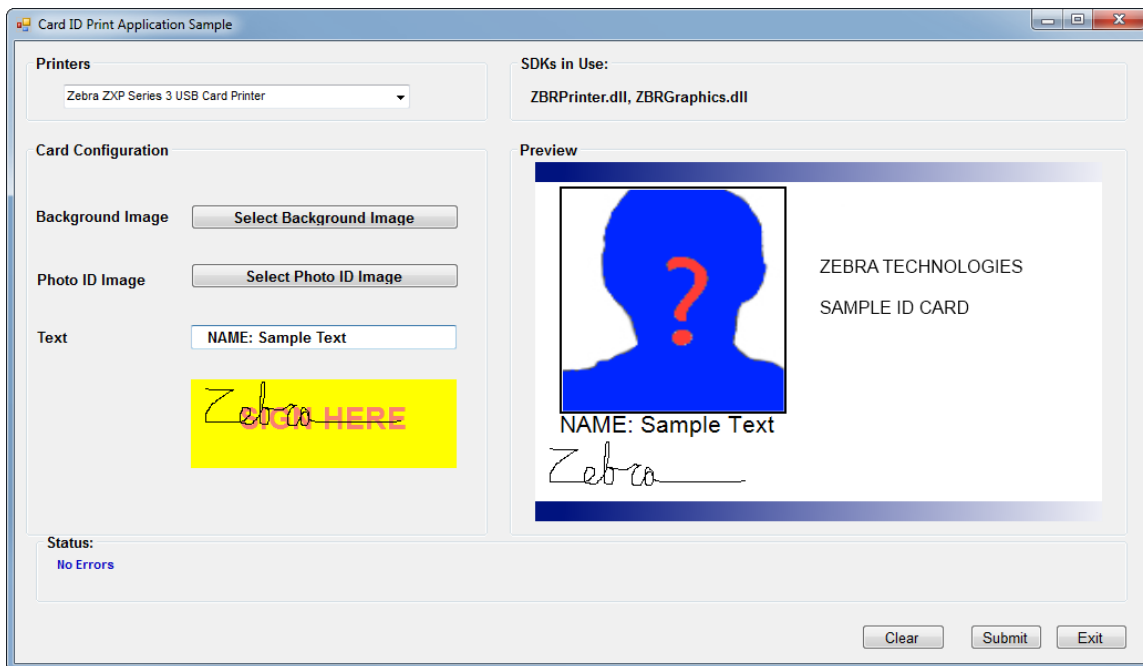 Card ID Print Application Sample
Printers
Zebra ZXP Series 3 USB Card Printer
SDKs in Use:
ZBRPrinter.dll, ZBRGraphics.dll
Card Configuration
Background Image
Select Background Image
Photo ID Image
Select Photo ID Image
Text
NAME: Sample Text
SIGN HERE
Zebra
Preview
?
ZEBRA TECHNOLOGIES
SAMPLE ID CARD
NAME: Sample Text
Zebra
Status:
No Errors
Clear
Submit
Exit